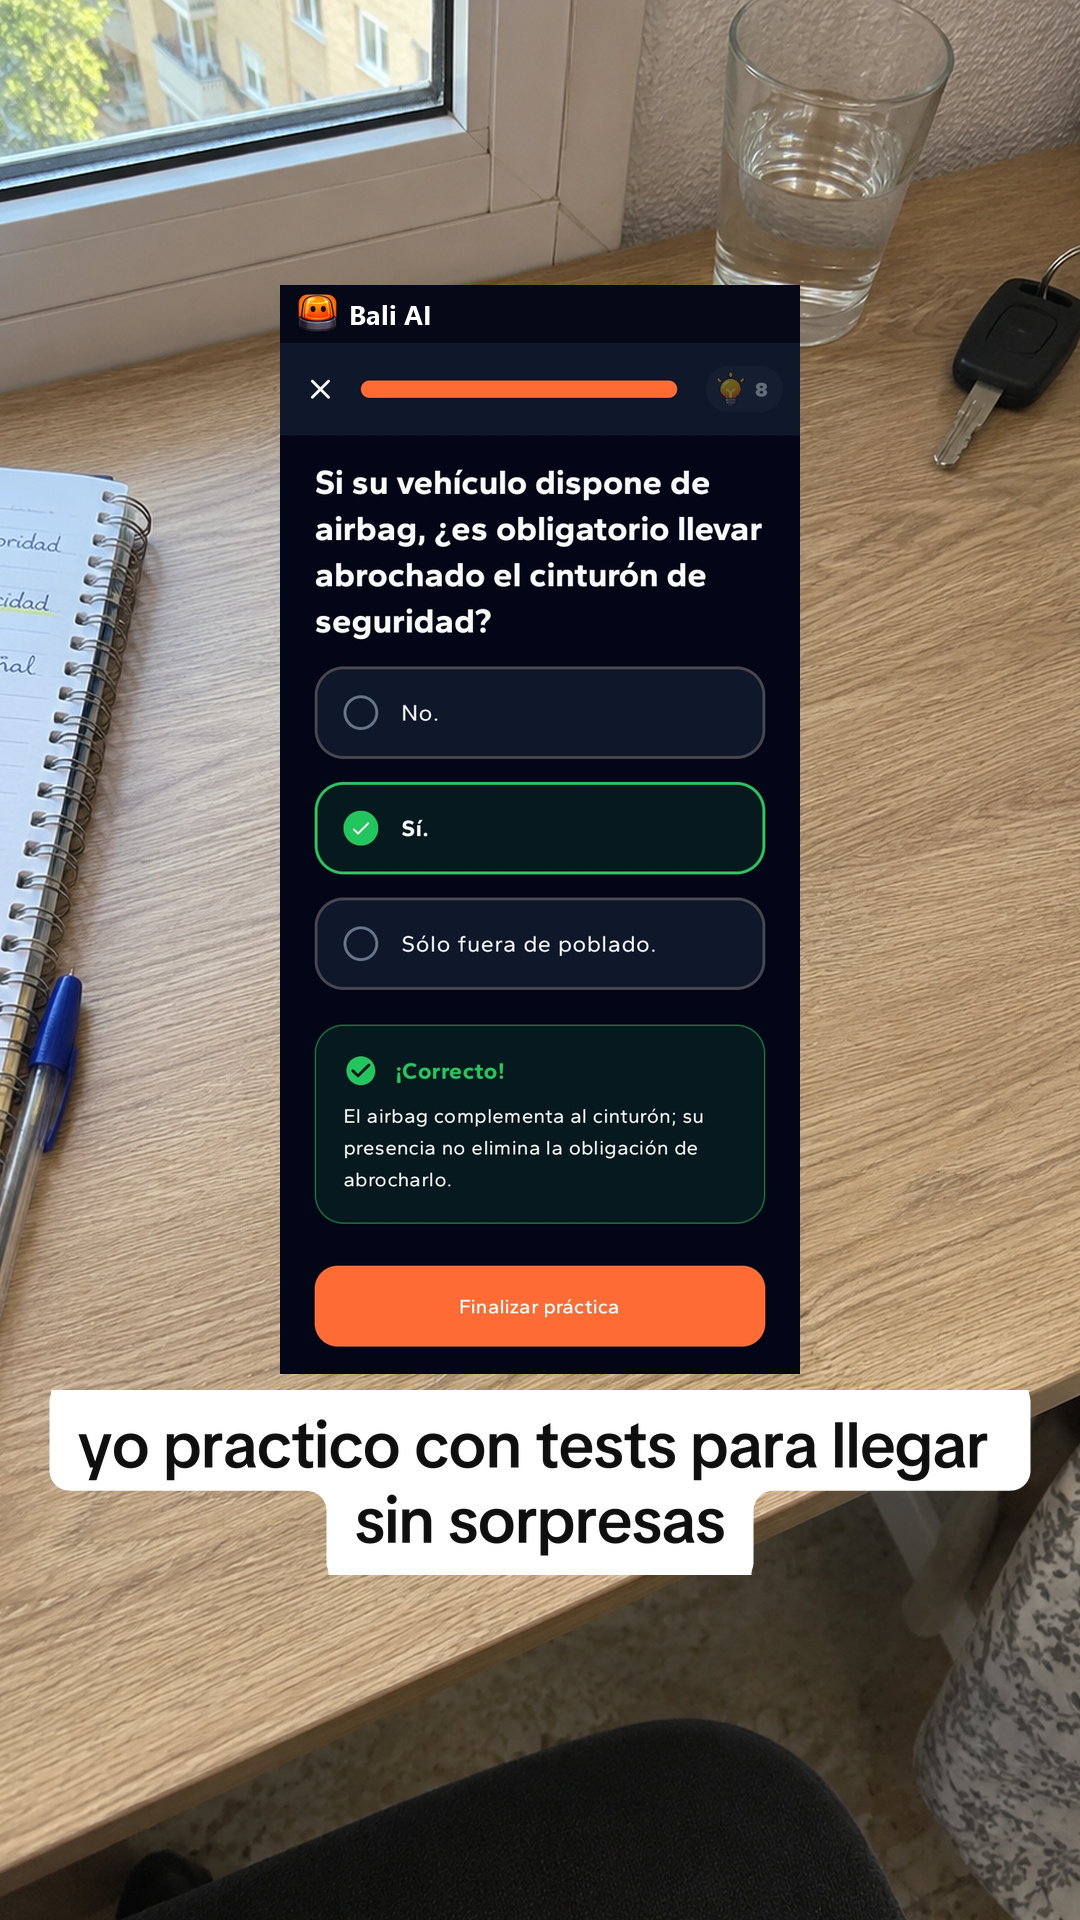 Bali AI
8
Si su vehículo dispone de
airbag, ¿es obligatorio llevar
abrochado el cinturón de
seguridad?
No.
Sí.
Sólo fuera de poblado.
¡Correcto!
El airbag complementa al cinturón; su
presencia no elimina la obligación de
abrocharlo.
Finalizar práctica
yo practico con tests para llegar
sin sorpresas